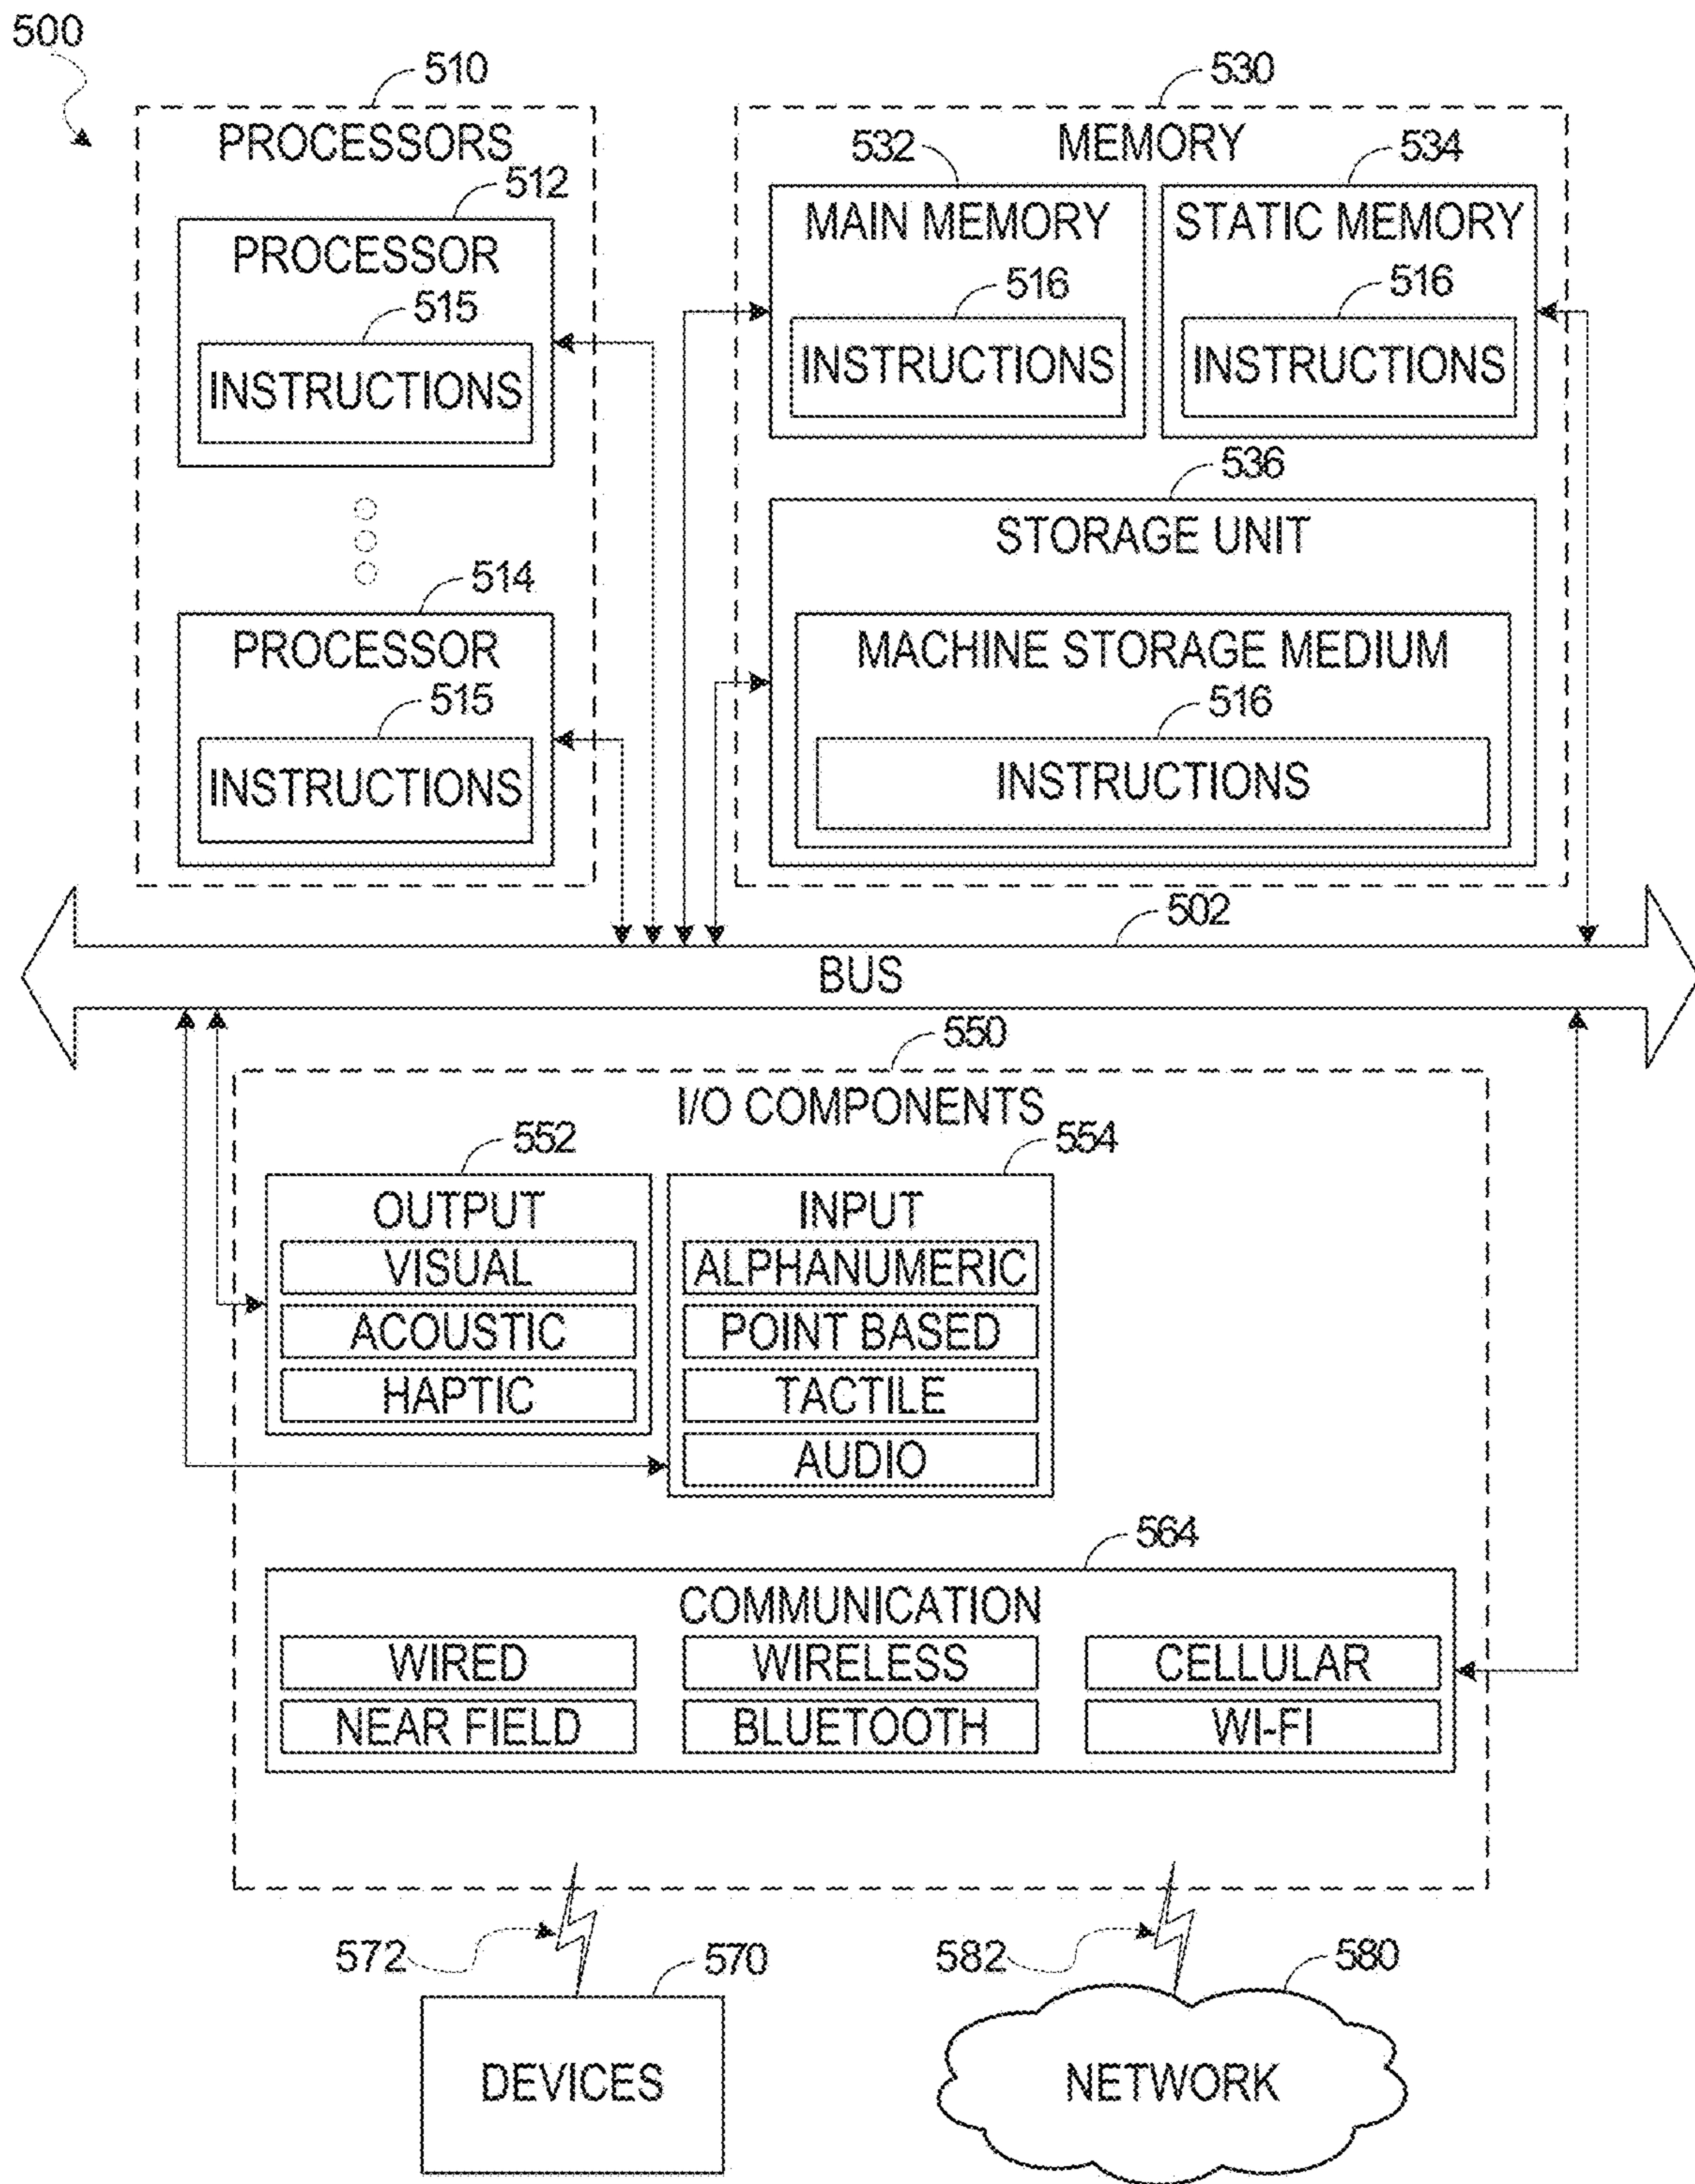 500
510
PROCESSORS
512
PROCESSOR
515
INSTRUCTIONS
514
PROCESSOR
515
INSTRUCTIONS
530
MEMORY
532
MAIN MEMORY
516
INSTRUCTIONS
534
STATIC MEMORY
516
INSTRUCTIONS
536
STORAGE UNIT
MACHINE STORAGE MEDIUM
516
INSTRUCTIONS
502
BUS
550
I/O COMPONENTS
552
OUTPUT
VISUAL
ACOUSTIC
HAPTIC
554
INPUT
ALPHANUMERIC
POINT BASED
TACTILE
AUDIO
564
COMMUNICATION
WIRED
WIRELESS
CELLULAR
NEAR FIELD
BLUETOOTH
WI-FI
572
570
DEVICES
582
580
NETWORK